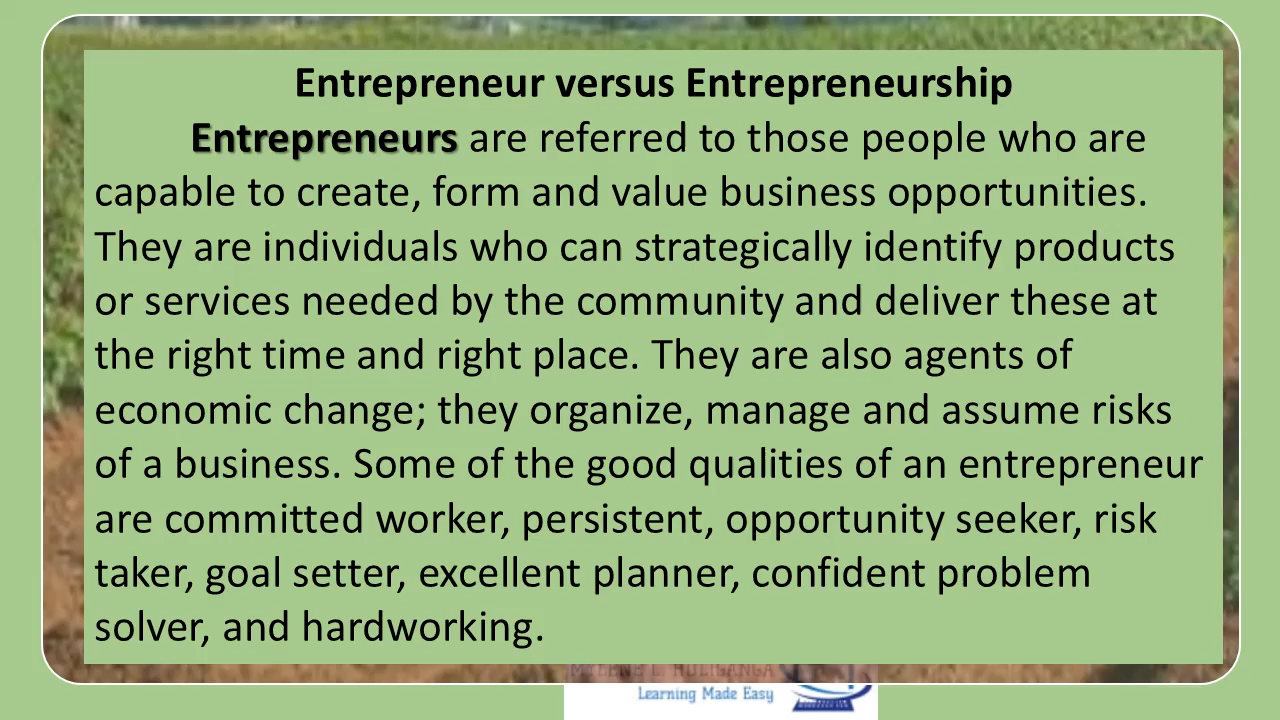 Entrepreneur versus Entrepreneurship
Entrepreneurs are referred to those people who are
capable to create, form and value business opportunities.
They are individuals who can strategically identify products
or services needed by the community and deliver these at
the right time and right place. They are also agents of
economic change; they organize, manage and assume risks
of a business. Some of the good qualities of an entrepreneur
are committed worker, persistent, opportunity seeker, risk
taker, goal setter, excellent planner, confident problem
solver, and hardworking.
Learning Made Easy